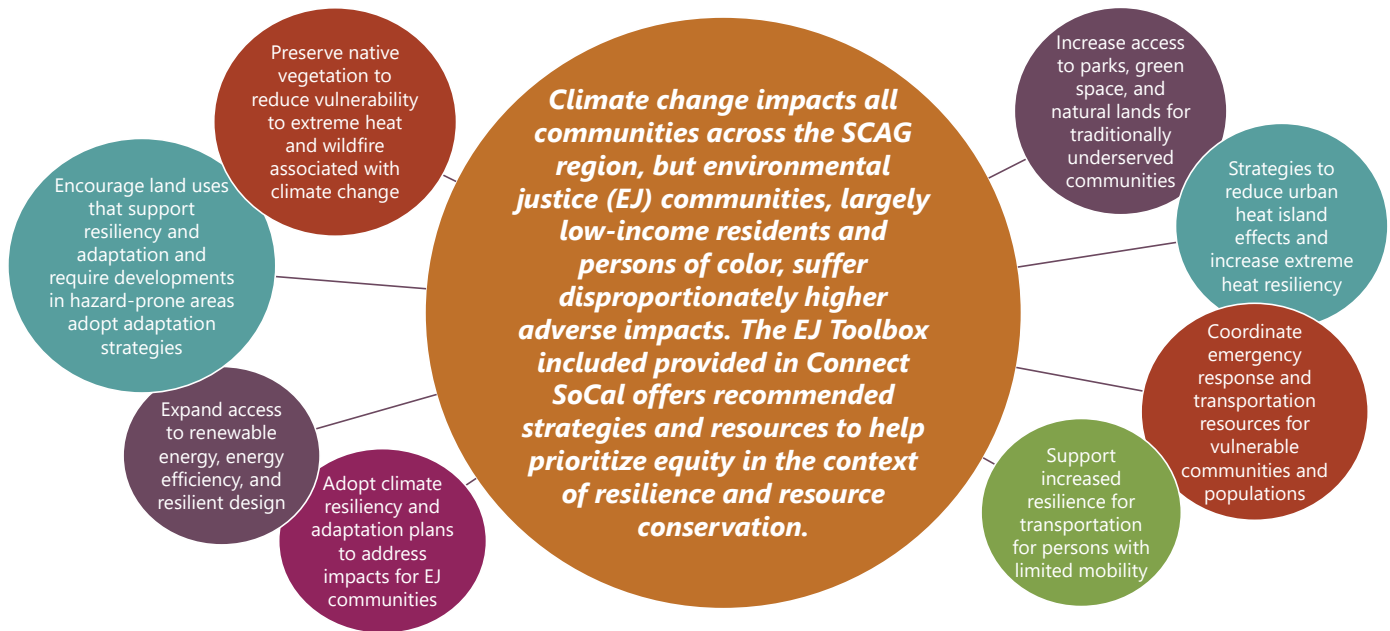 Preserve native
vegetation to
reduce vulnerability
to extreme heat
and wildfire
associated with
climate change
Encourage land uses
that support
resiliency and
adaptation and
require developments
in hazard-prone areas
adopt adaptation
strategies
Expand access
to renewable
energy, energy
efficiency, and
resilient design
Adopt climate
resiliency and
adaptation plans
to address
impacts for EJ
communities
Climate change impacts all
communities across the SCAG
region, but environmental
justice (EJ) communities, largely
low-income residents and
persons of color, suffer
disproportionately higher
adverse impacts. The EJ Toolbox
included provided in Connect
SoCal offers recommended
strategies and resources to help
prioritize equity in the context
of resilience and resource
conservation.
Increase access
to parks, green
space, and
natural lands for
traditionally
underserved
communities
Strategies to
reduce urban
heat island
effects and
increase extreme
heat resiliency
Coordinate
emergency
response and
transportation
resources for
vulnerable
communities and
populations
Support
increased
resilience for
transportation
for persons with
limited mobility